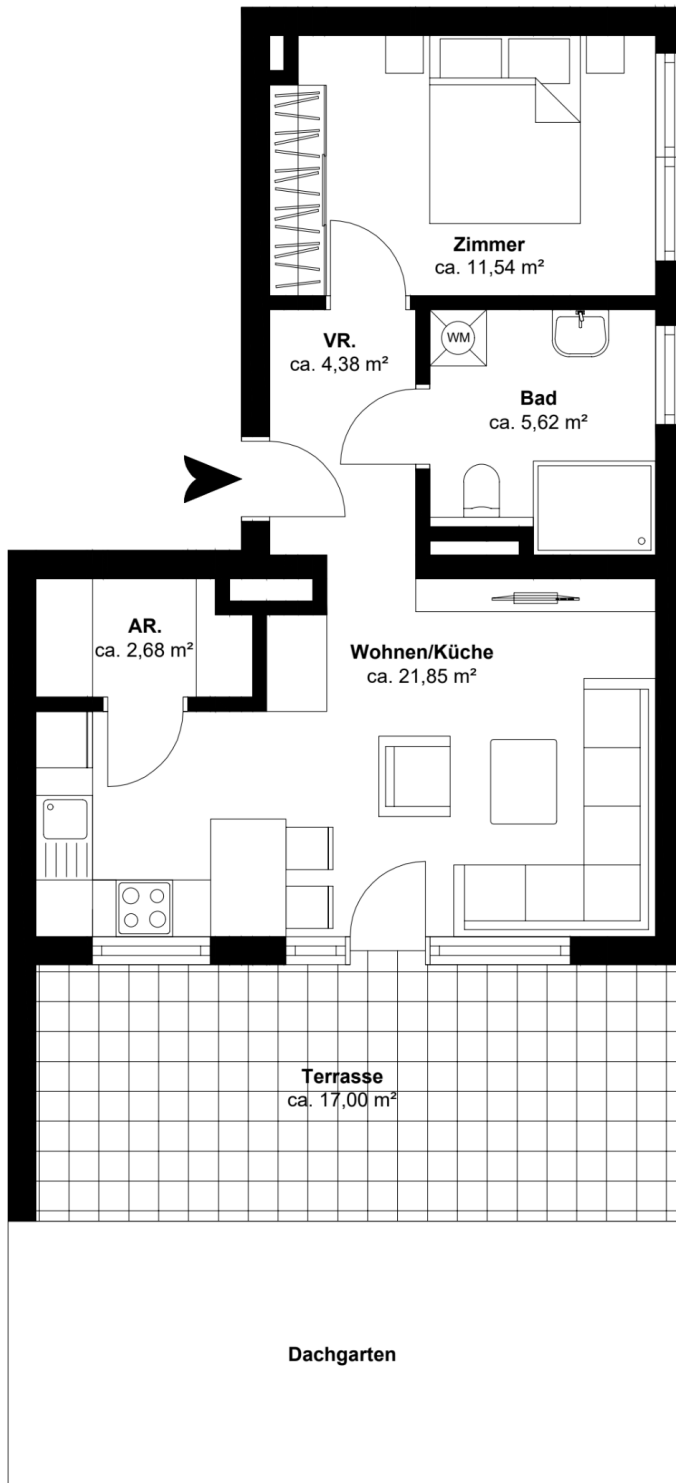 Zimmer
ca. 11,54 m²
VR.
ca. 4,38 m²
WM
Bad
ca. 5,62 m²
AR.
ca. 2,68 m²
Wohnen/Küche
ca. 21,85 m²
Terrasse
ca. 17,00 m²
Dachgarten